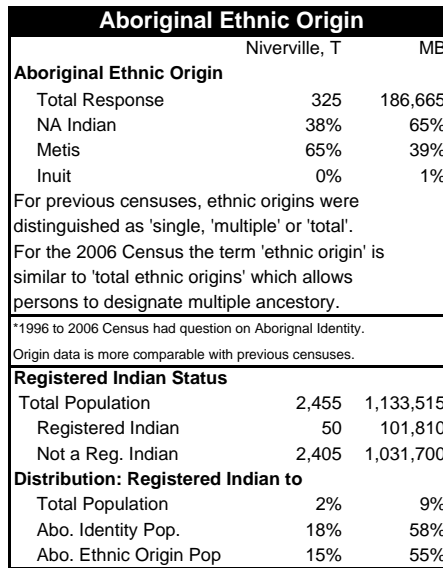 Aboriginal Ethnic Origin
Niverville, T MB
Aboriginal Ethnic Origin
Total Response 325 186,665
NA Indian 38% 65%
Metis 65% 39%
Inuit 0% 1%
For previous censuses, ethnic origins were
distinguished as 'single, 'multiple' or 'total'.
For the 2006 Census the term 'ethnic origin' is
similar to 'total ethnic origins' which allows
persons to designate multiple ancestory.
*1996 to 2006 Census had question on Aborignal Identity.
Origin data is more comparable with previous censuses.
Registered Indian Status
Total Population 2,455 1,133,515
Registered Indian 50 101,810
Not a Reg. Indian 2,405 1,031,700
Distribution: Registered Indian to
Total Population 2% 9%
Abo. Identity Pop. 18% 58%
Abo. Ethnic Origin Pop 15% 55%